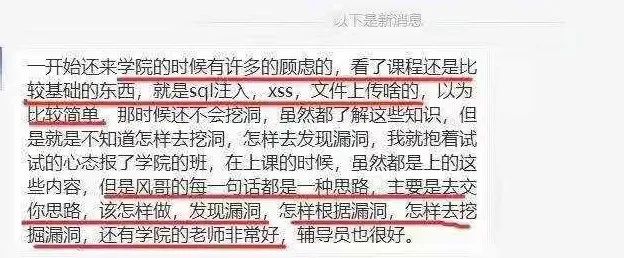 以下是新消息
一开始还来学院的时候有许多的顾虑的，看了课程还是比
较基础的东西，就是sql注入，xss，文件上传啥的，以为
比较简单，那时候还不会挖洞，虽然都了解这些知识，但
是就是不知道怎样去挖洞，怎样去发现漏洞，我就抱着试
试的心态报了学院的班，在上课的时候，虽然都是上的这
些内容，但是风哥的每一句话都是一种思路，主要是去交
你思路，该怎样做，发现漏洞，怎样根据漏洞，怎样去挖
掘漏洞，还有学院的老师非常好，辅导员也很好。